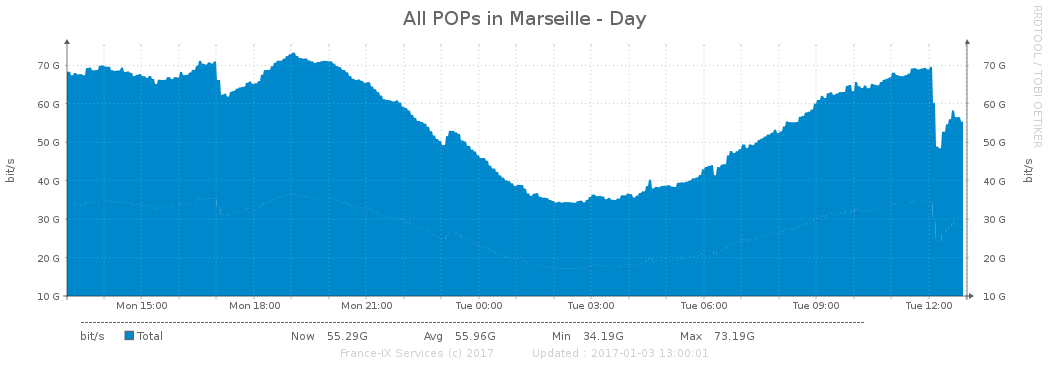 All POPs in Marseille - Day
RRDTOOL / TOBI OETIKER
bit/s
70 G
60 G
50 G
40 G
30 G
20 G
10 G
70 G
60 G
50 G
40 G
30 G
20 G
10 G
bit/s
Mon 15:00 Mon 18:00 Mon 21:00 Tue 00:00 Tue 03:00 Tue 06:00 Tue 09:00 Tue 12:00
bit/s Total Now 55.29G Avg 55.96G Min 34.19G Max 73.19G
France-IX Services (c) 2017 Updated : 2017-01-03 13:00:01